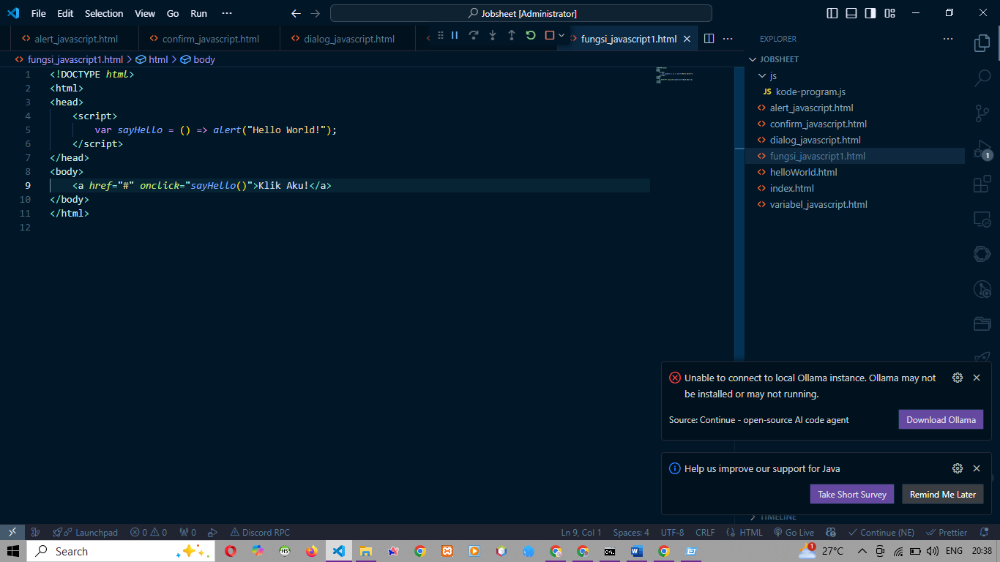 File Edit Selection View Go Run ···
Jobsheet [Administrator]
alert_javascript.html
confirm_javascript.html
dialog_javascript.html
fungsi_javascript1.html
fungsi_javascript1.html > html > body
1 <!DOCTYPE html>
2 <html>
3 <head>
4 <script>
5 var sayHello = () => alert("Hello World!");
6 </script>
7 </head>
8 <body>
9 <a href="#" onclick="sayHello()">Klik Aku!</a>
10 </body>
11 </html>
12
EXPLORER
JOBSHEET
js
JS kode-program.js
alert_javascript.html
confirm_javascript.html
dialog_javascript.html
fungsi_javascript1.html
helloWorld.html
index.html
variabel_javascript.html
1
Unable to connect to local Ollama instance. Ollama may not
be installed or may not running.
Source: Continue - open-source AI code agent
Download Ollama
Help us improve our support for Java
Take Short Survey
Remind Me Later
TIMELINE
Launchpad 0 0 0 Discord RPC
Ln 9, Col 1 Spaces: 4 UTF-8 CRLF {} HTML Go Live Continue (NE) Prettier
Search
HS
1
27°C
ENG
20:38